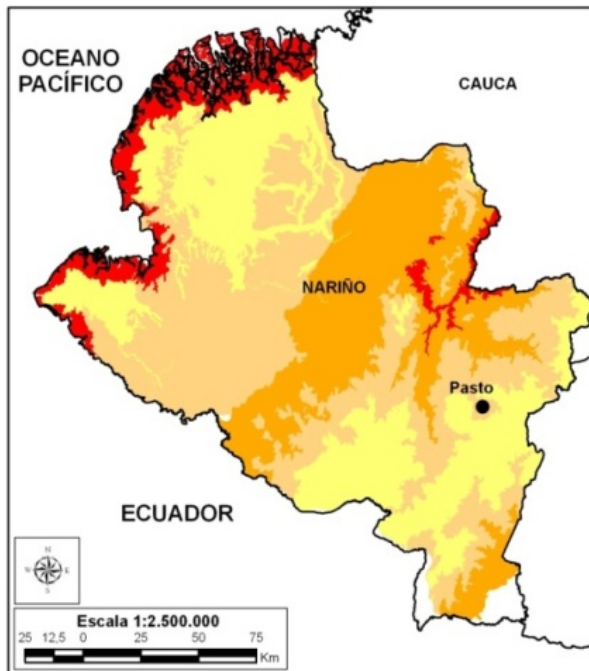 OCEANO
PACÍFICO
CAUCA
NARIÑO
Pasto
ECUADOR
N
W E
S
Escala 1:2.500.000
25 12,5 0 25 50 75
Km